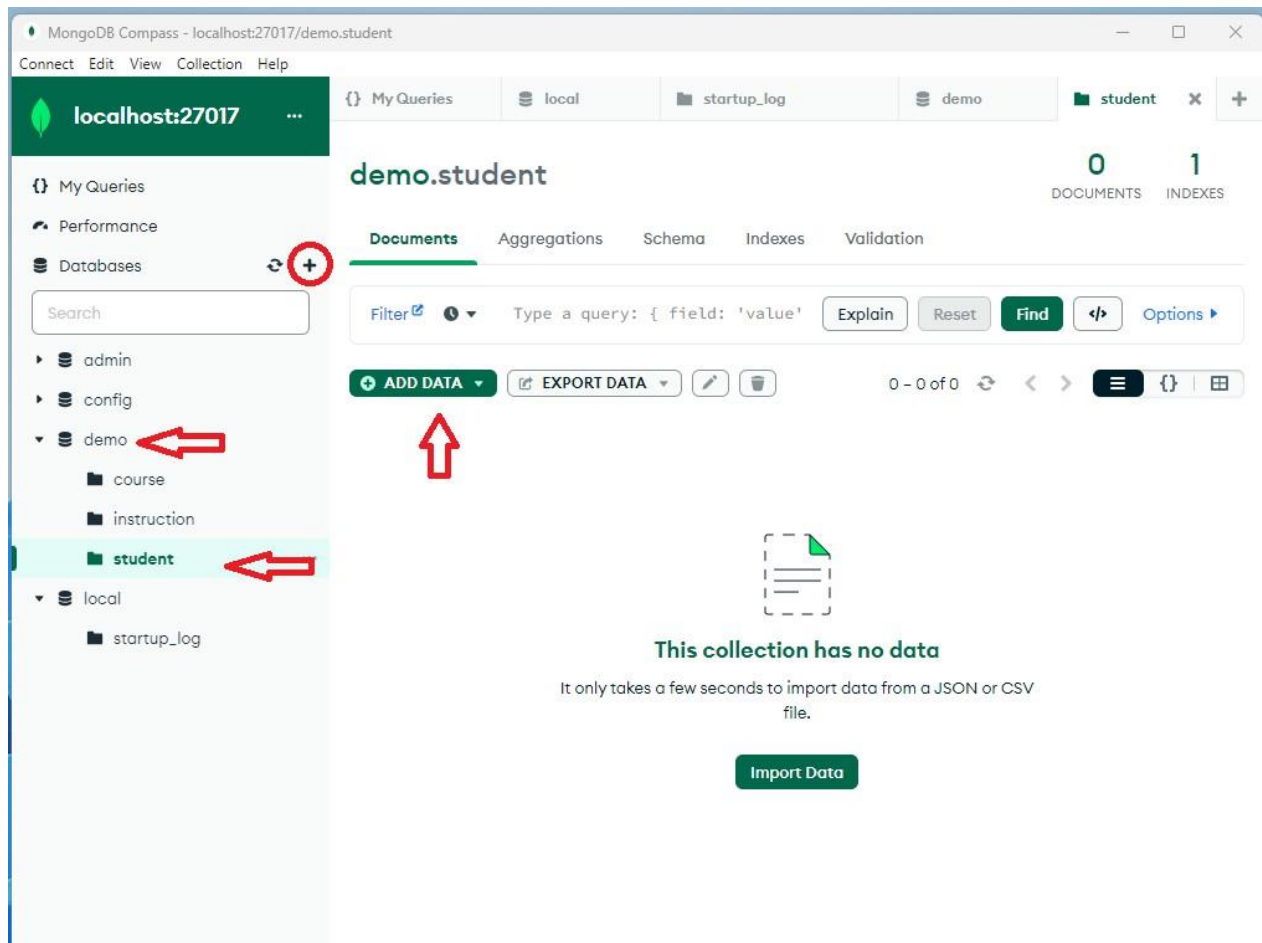 MongoDB Compass - localhost:27017/demo.student
Connect Edit View Collection Help
localhost:27017 ...
{} My Queries
Performance
Databases
Search
admin
config
demo
course
instruction
student
local
startup_log
{} My Queries local startup_log demo student
demo.student
0 DOCUMENTS
1 INDEXES
Documents Aggregations Schema Indexes Validation
Filter Type a query: { field: 'value' Explain Reset Find </> Options
ADD DATA EXPORT DATA 0 – 0 of 0 {}
This collection has no data
It only takes a few seconds to import data from a JSON or CSV
file.
Import Data